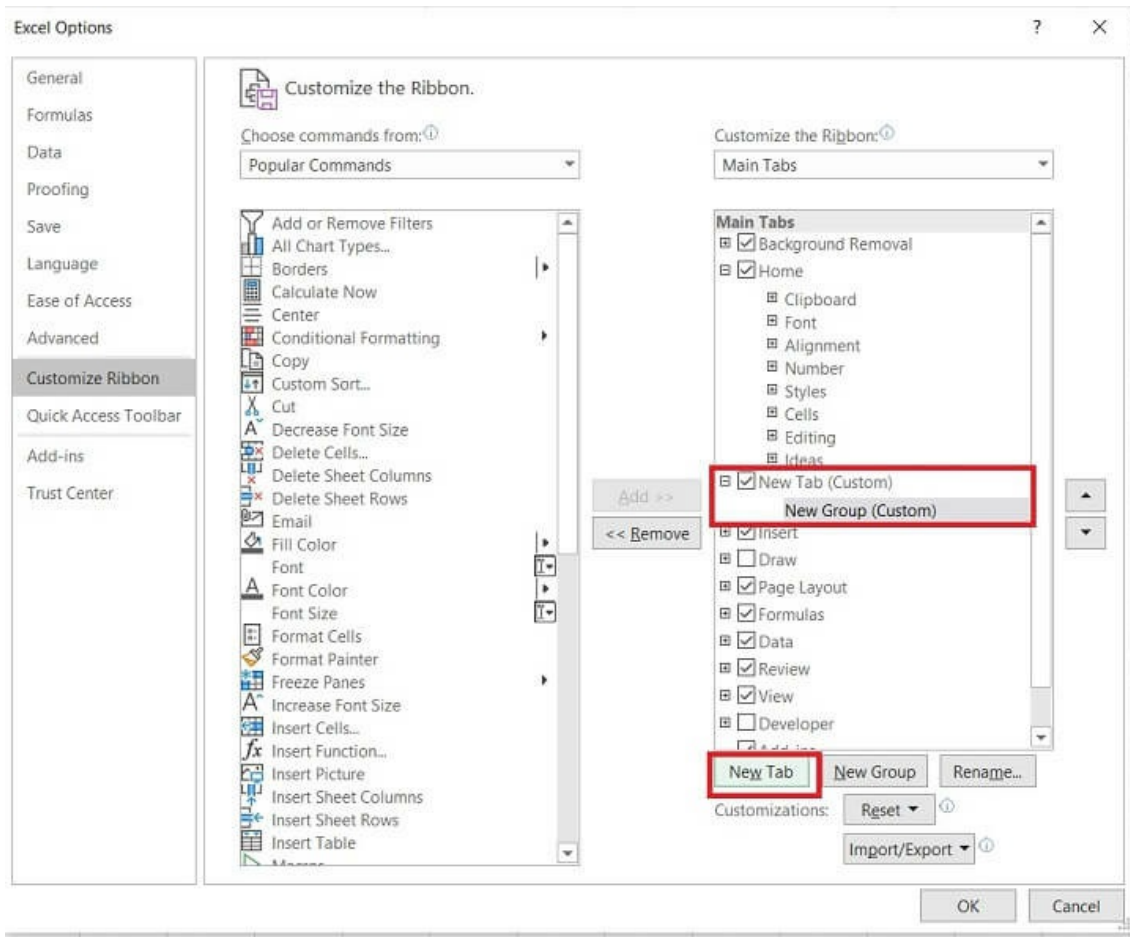 Excel Options
?
General
Formulas
Data
Proofing
Save
Language
Ease of Access
Advanced
Customize Ribbon
Quick Access Toolbar
Add-ins
Trust Center
Customize the Ribbon.
Choose commands from:
Popular Commands
Add or Remove Filters
All Chart Types...
Borders
Calculate Now
Center
Conditional Formatting
Copy
Custom Sort...
Cut
Decrease Font Size
Delete Cells...
Delete Sheet Columns
Delete Sheet Rows
Email
Fill Color
Font
Font Color
Font Size
Format Cells
Format Painter
Freeze Panes
Increase Font Size
Insert Cells...
Insert Function...
Insert Picture
Insert Sheet Columns
Insert Sheet Rows
Insert Table
Macros
Add >>
<< Remove
Customize the Ribbon:
Main Tabs
Main Tabs
Background Removal
Home
Clipboard
Font
Alignment
Number
Styles
Cells
Editing
Ideas
New Tab (Custom)
New Group (Custom)
Insert
Draw
Page Layout
Formulas
Data
Review
View
Developer
Add-ins
New Tab New Group Rename...
Customizations: Reset
Import/Export
OK Cancel